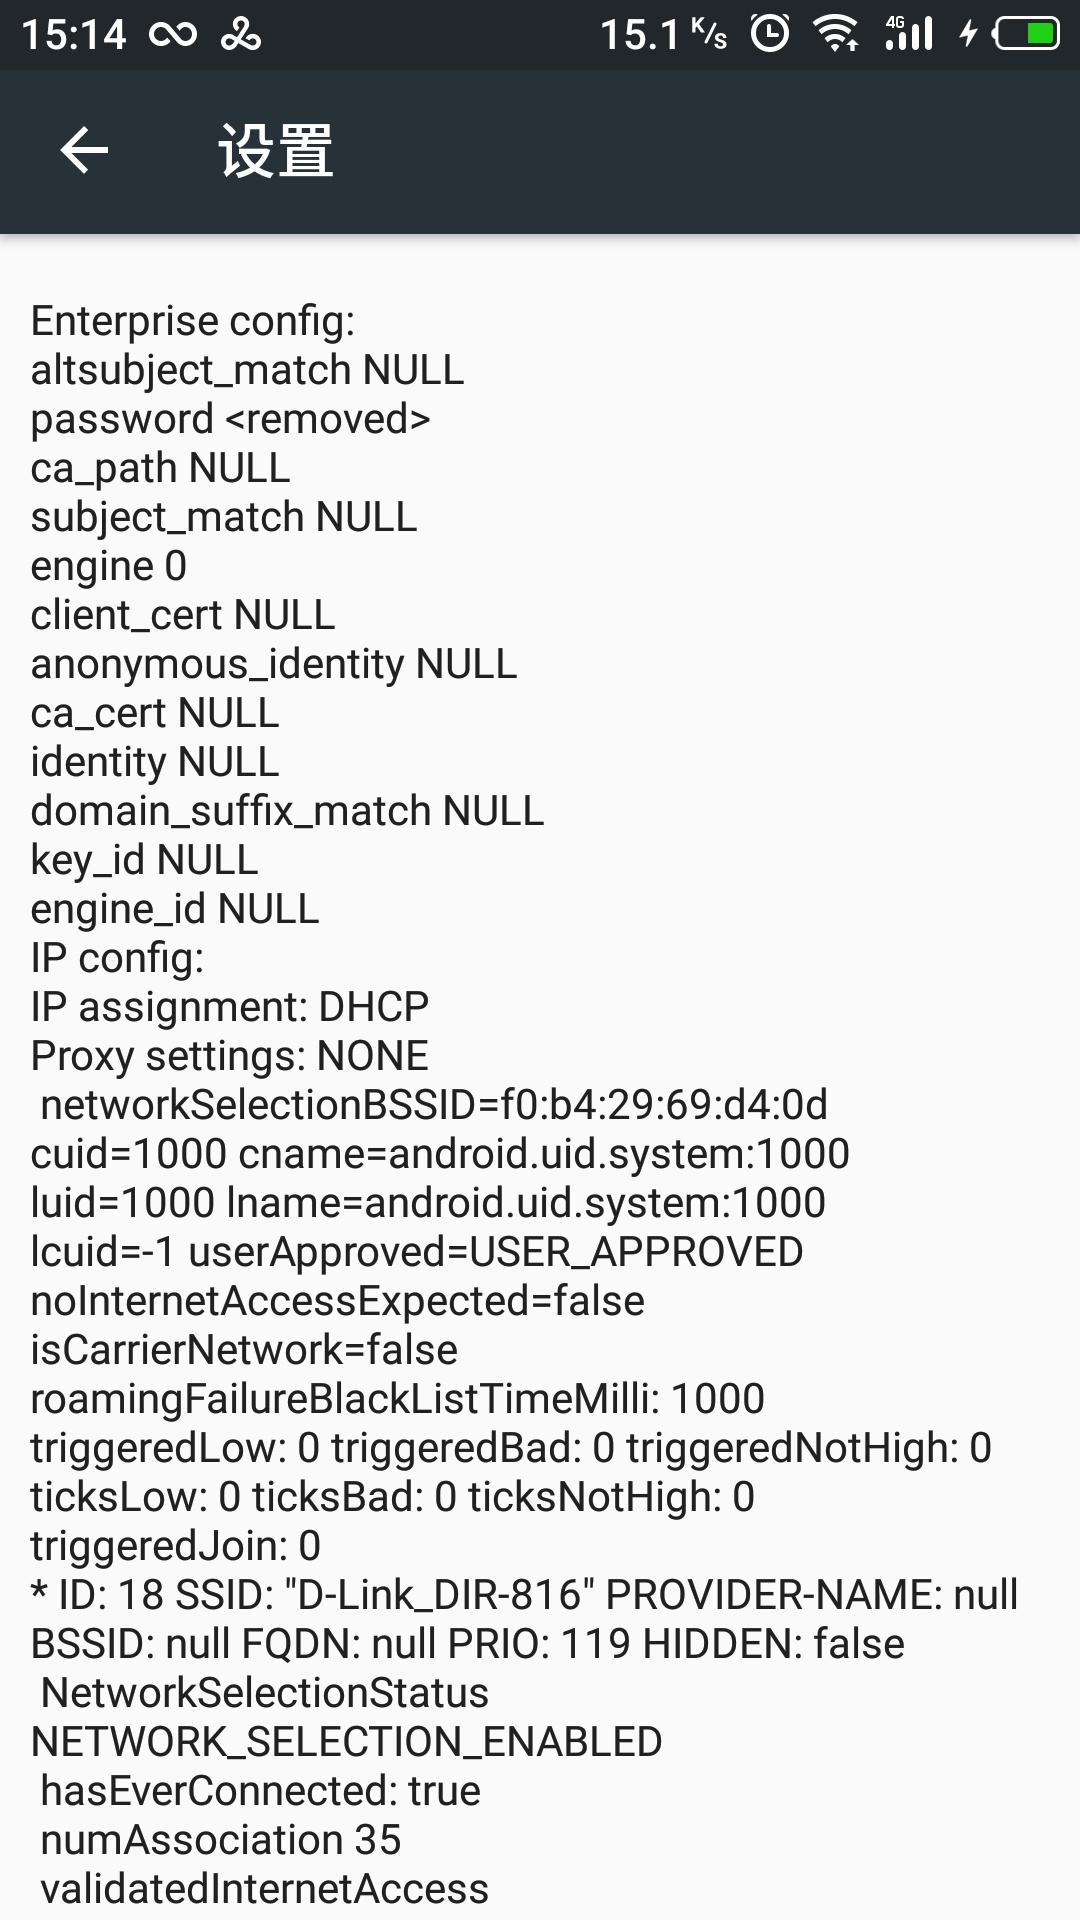 15:14 15.1 K/s 4G
设置
Enterprise config:
altsubject_match NULL
password <removed>
ca_path NULL
subject_match NULL
engine 0
client_cert NULL
anonymous_identity NULL
ca_cert NULL
identity NULL
domain_suffix_match NULL
key_id NULL
engine_id NULL
IP config:
IP assignment: DHCP
Proxy settings: NONE
networkSelectionBSSID=f0:b4:29:69:d4:0d
cuid=1000 cname=android.uid.system:1000
luid=1000 lname=android.uid.system:1000
lcuid=-1 userApproved=USER_APPROVED
noInternetAccessExpected=false
isCarrierNetwork=false
roamingFailureBlackListTimeMilli: 1000
triggeredLow: 0 triggeredBad: 0 triggeredNotHigh: 0
ticksLow: 0 ticksBad: 0 ticksNotHigh: 0
triggeredJoin: 0
* ID: 18 SSID: "D-Link_DIR-816" PROVIDER-NAME: null
BSSID: null FQDN: null PRIO: 119 HIDDEN: false
NetworkSelectionStatus
NETWORK_SELECTION_ENABLED
hasEverConnected: true
numAssociation 35
validatedInternetAccess